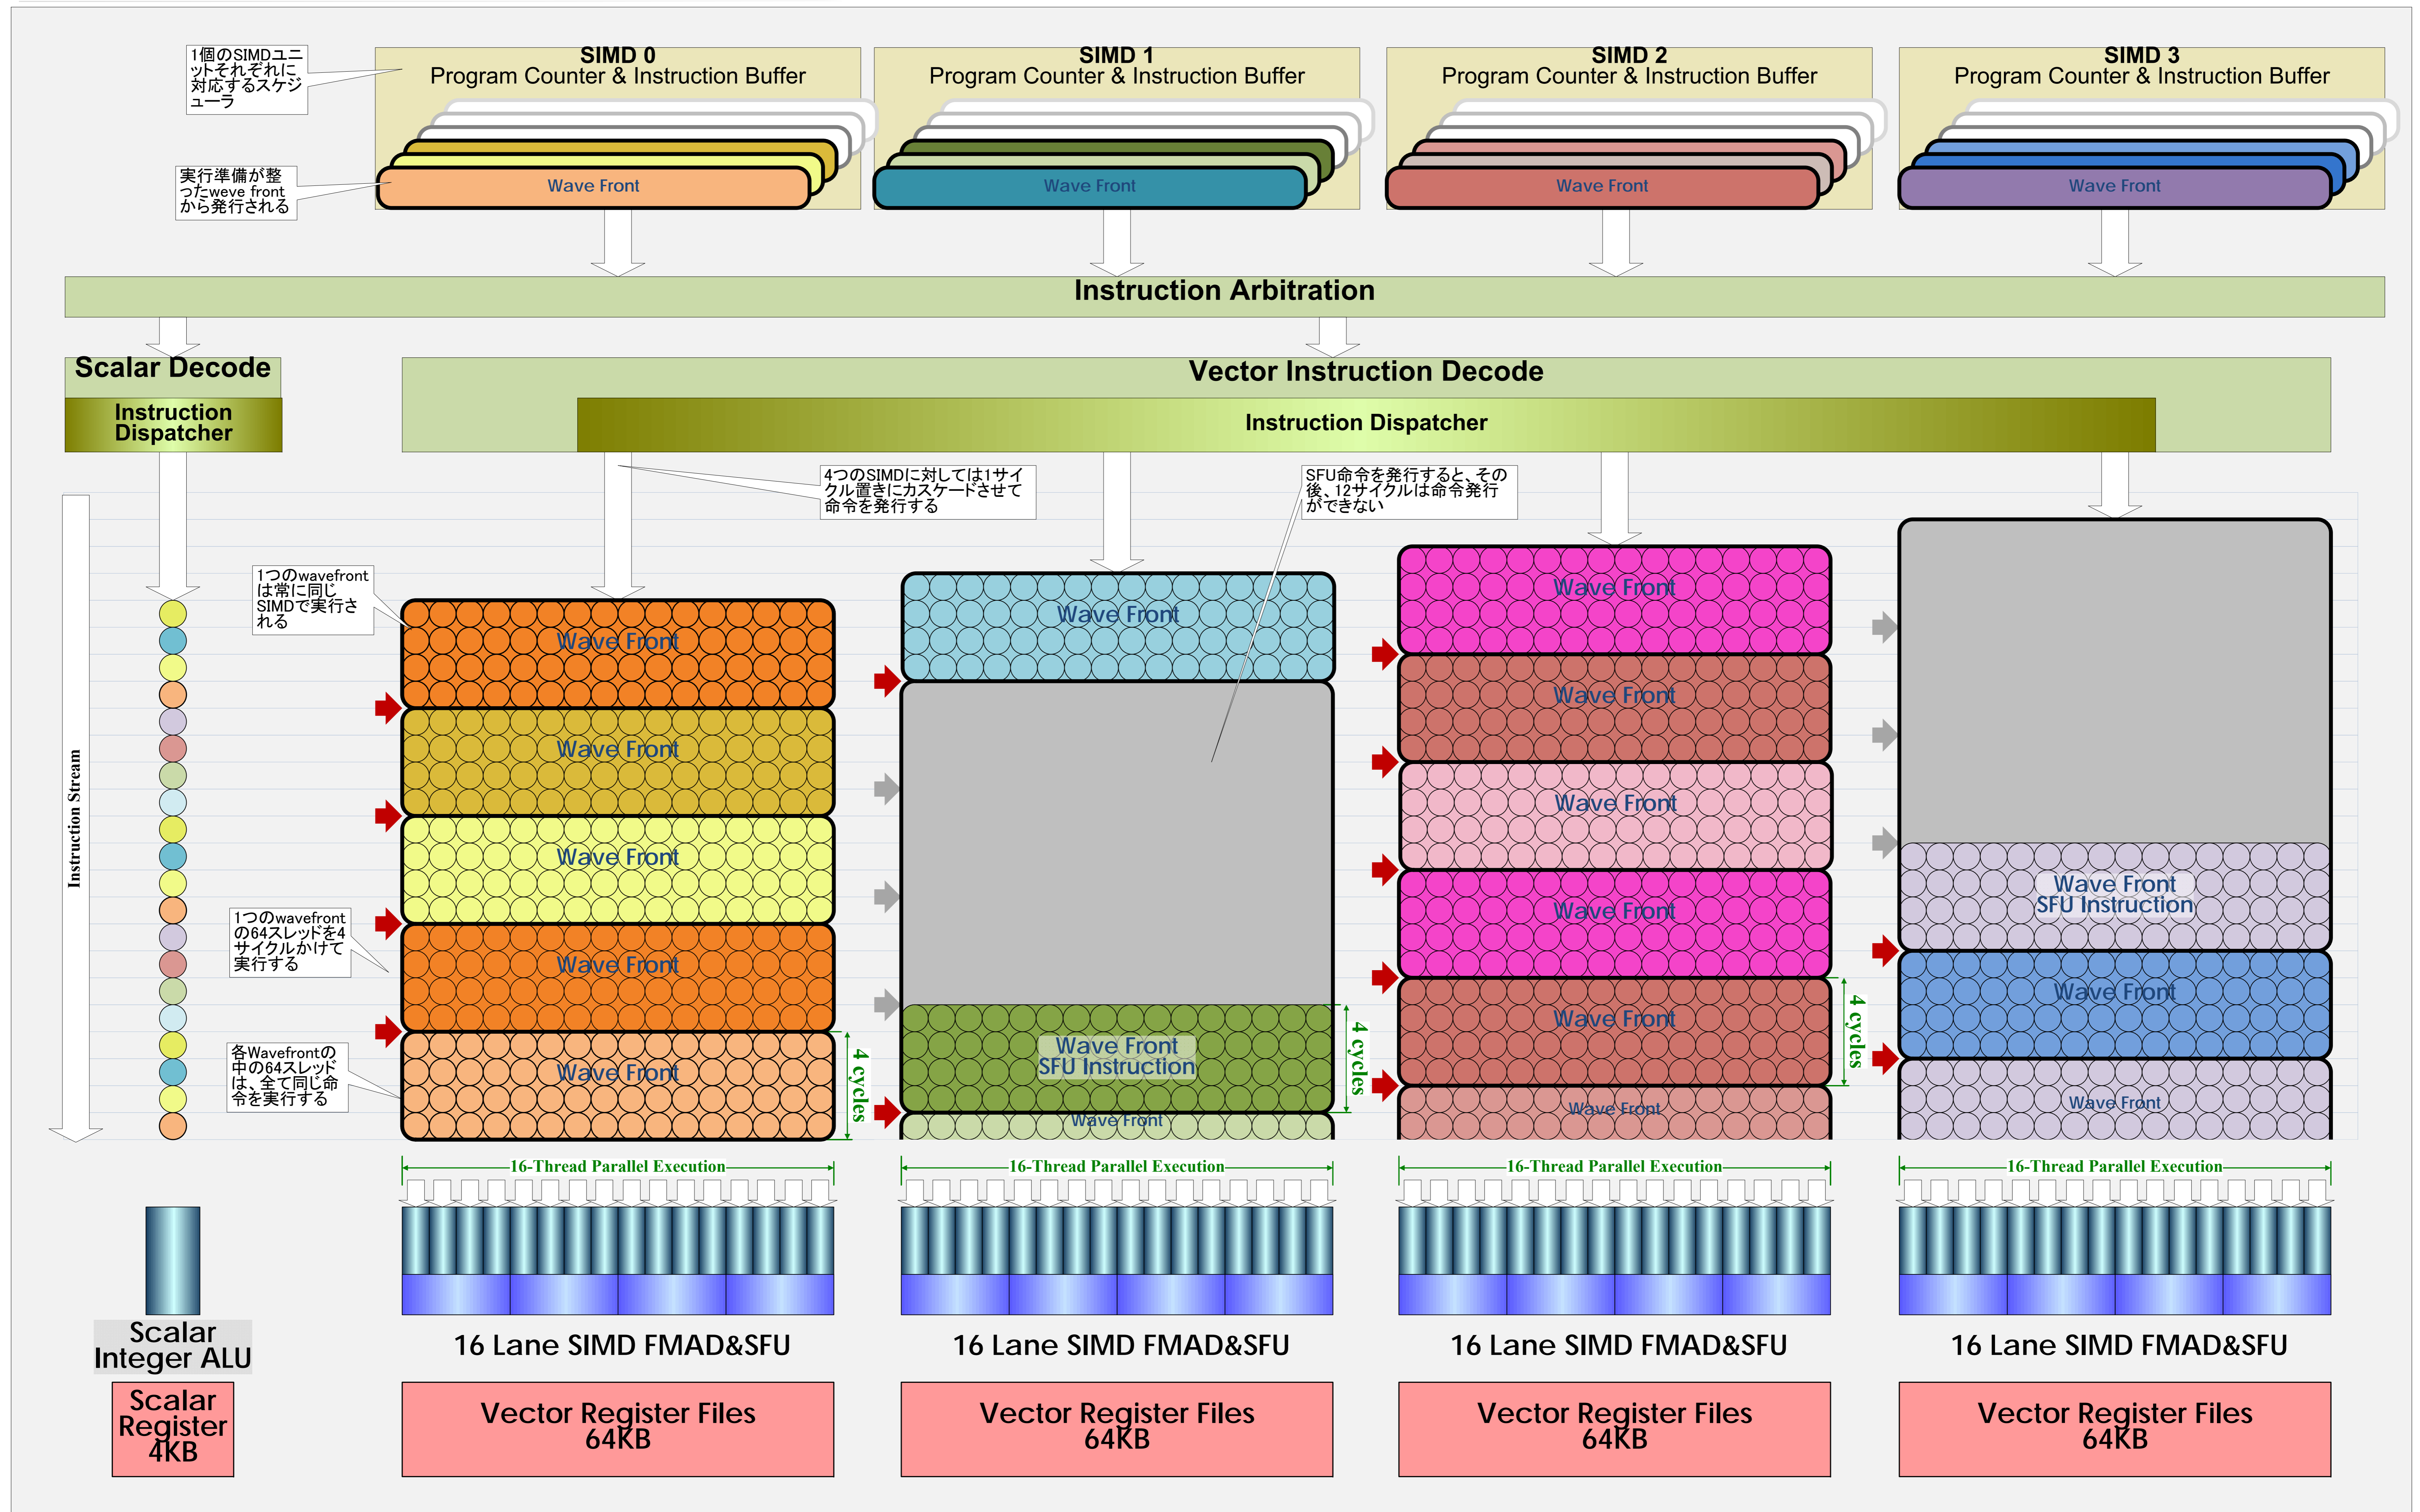 SIMD 0
Program Counter & Instruction Buffer
SIMD 1
Program Counter & Instruction Buffer
SIMD 2
Program Counter & Instruction Buffer
SIMD 3
Program Counter & Instruction Buffer
1個のSIMDユニ
ットそれぞれに
対応するスケジ
ューラ
実行準備が整
ったweve front
から発行される
Wave Front
Wave Front
Wave Front
Wave Front
Instruction Arbitration
Scalar Decode
Instruction
Dispatcher
Vector Instruction Decode
Instruction Dispatcher
4つのSIMDに対しては1サイ
クル置きにカスケードさせて
命令を発行する
SFU命令を発行すると、その
後、12サイクルは命令発行
ができない
Instruction Stream
1つのwavefront
は常に同じ
SIMDで実行さ
れる
1つのwavefront
の64スレッドを4
サイクルかけて
実行する
各Wavefrontの
中の64スレッド
は、全て同じ命
令を実行する
Wave Front
Wave Front
Wave Front
Wave Front
Wave Front
4 cycles
Wave Front
Wave Front
SFU Instruction
Wave Front
4 cycles
Wave Front
Wave Front
Wave Front
Wave Front
Wave Front
Wave Front
4 cycles
Wave Front
SFU Instruction
Wave Front
Wave Front
16-Thread Parallel Execution
16-Thread Parallel Execution
16-Thread Parallel Execution
16-Thread Parallel Execution
Scalar
Integer ALU
16 Lane SIMD FMAD&SFU
16 Lane SIMD FMAD&SFU
16 Lane SIMD FMAD&SFU
16 Lane SIMD FMAD&SFU
Scalar
Register
4KB
Vector Register Files
64KB
Vector Register Files
64KB
Vector Register Files
64KB
Vector Register Files
64KB